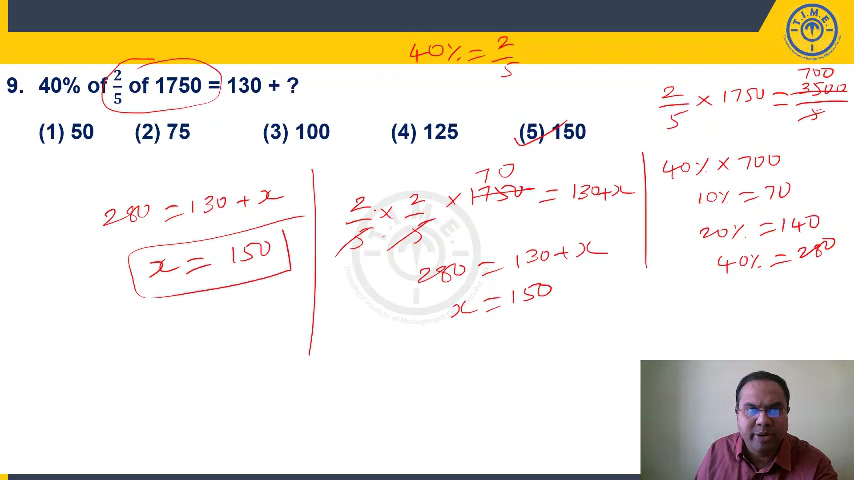 T.I.M.E.
40% = 2/5
9. 40% of 2/5 of 1750 = 130 + ?
(1) 50 (2) 75 (3) 100 (4) 125 (5) 150
2/5 × 1750 = 3500/5
700
280 = 130 + x
x = 150
2/5 × 2/5 × 1750 = 130 + x
70
280 = 130 + x
x = 150
40% × 700
10% = 70
20% = 140
40% = 280